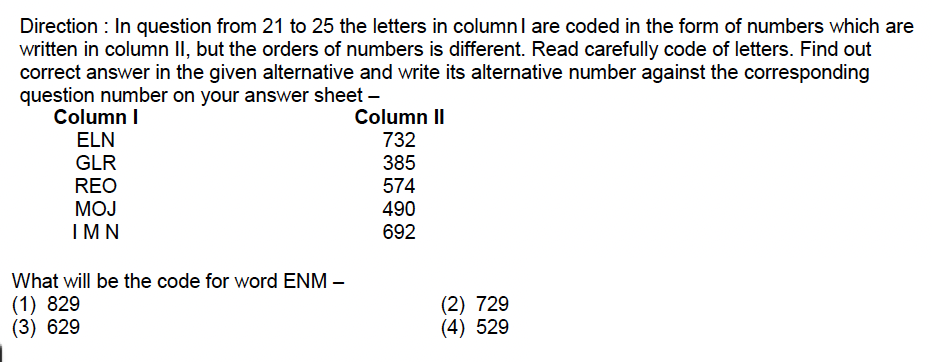 Direction : In question from 21 to 25 the letters in column I are coded in the form of numbers which are
written in column II, but the orders of numbers is different. Read carefully code of letters. Find out
correct answer in the given alternative and write its alternative number against the corresponding
question number on your answer sheet –
Column I Column II
ELN 732
GLR 385
REO 574
MOJ 490
I M N 692
What will be the code for word ENM –
(1) 829 (2) 729
(3) 629 (4) 529